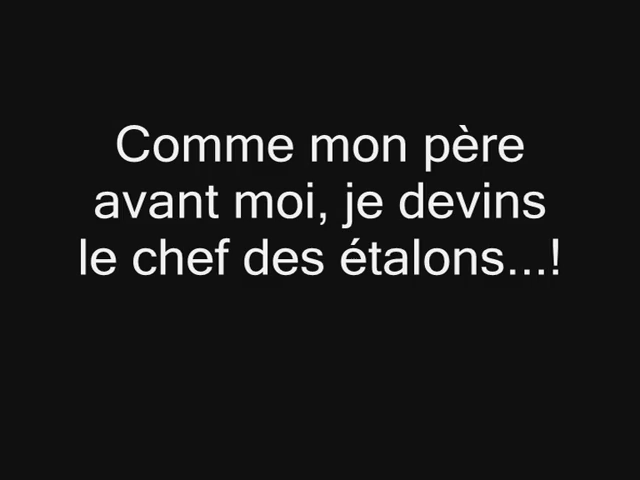 Comme mon père
avant moi, je devins
le chef des étalons...!